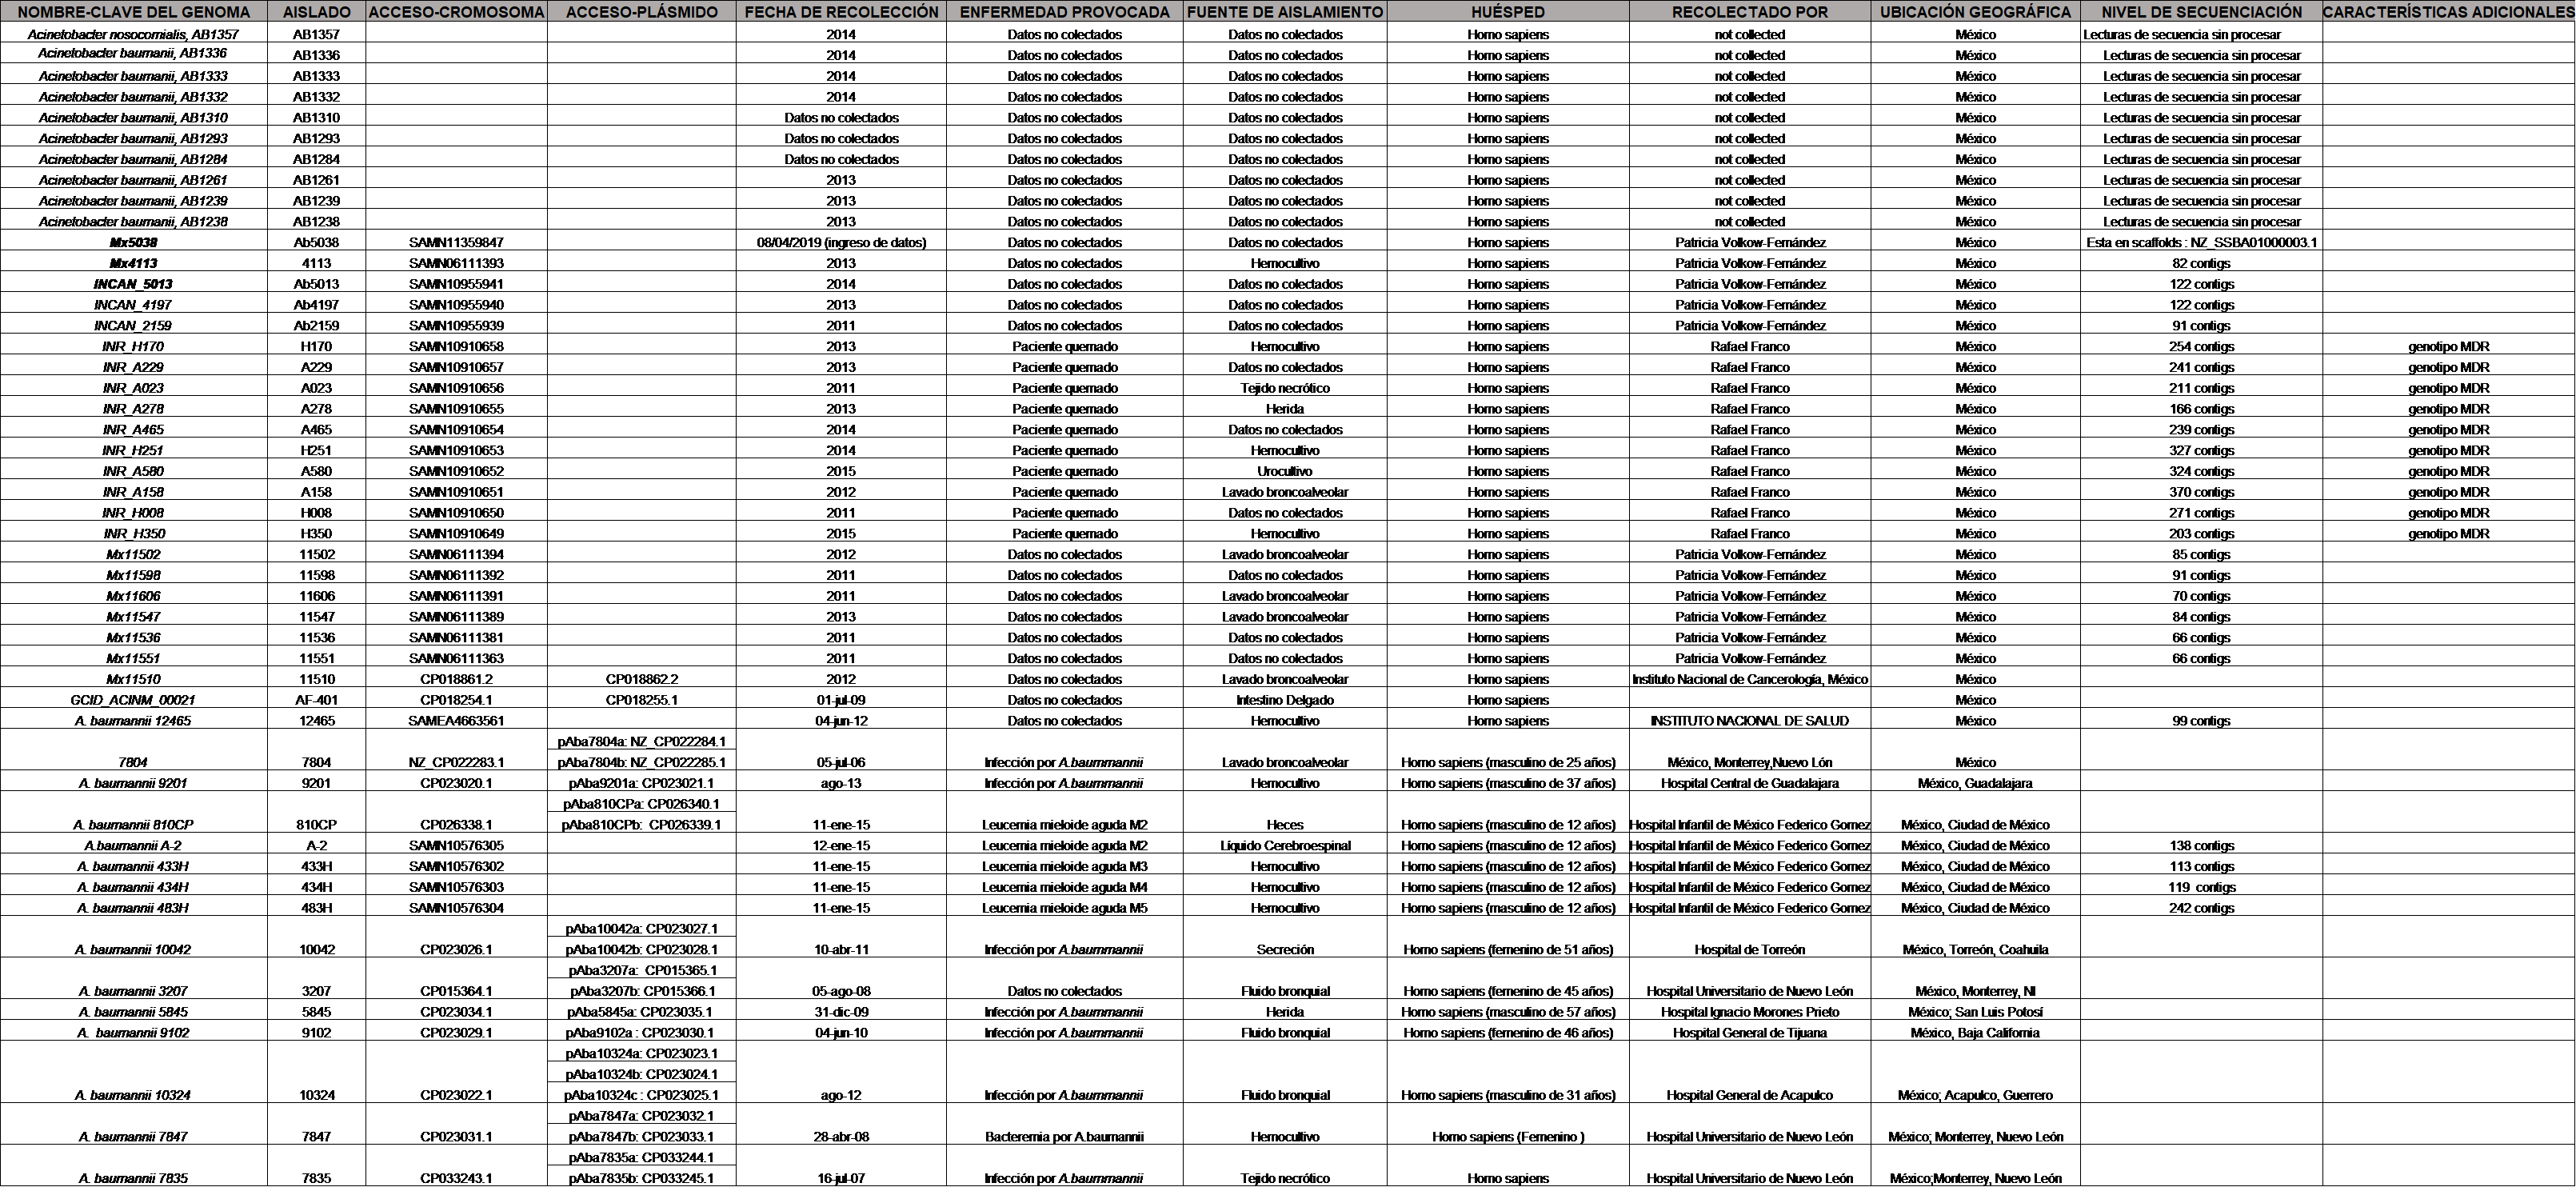 NOMBRE-CLAVE DEL GENOMA AISLADO ACCESO-CROMOSOMA ACCESO-PLÁSMIDO FECHA DE RECOLECCIÓN ENFERMEDAD PROVOCADA FUENTE DE AISLAMIENTO HUÉSPED RECOLECTADO POR UBICACIÓN GEOGRÁFICA NIVEL DE SECUENCIACIÓN CARACTERÍSTICAS ADICIONALES
Acinetobacter nosocomialis, AB1357 AB1357 2014 Datos no colectados Datos no colectados Homo sapiens not collected México Lecturas de secuencia sin procesar
Acinetobacter baumanii, AB1336 AB1336 2014 Datos no colectados Datos no colectados Homo sapiens not collected México Lecturas de secuencia sin procesar
Acinetobacter baumanii, AB1333 AB1333 2014 Datos no colectados Datos no colectados Homo sapiens not collected México Lecturas de secuencia sin procesar
Acinetobacter baumanii, AB1332 AB1332 2014 Datos no colectados Datos no colectados Homo sapiens not collected México Lecturas de secuencia sin procesar
Acinetobacter baumanii, AB1310 AB1310 Datos no colectados Datos no colectados Datos no colectados Homo sapiens not collected México Lecturas de secuencia sin procesar
Acinetobacter baumanii, AB1293 AB1293 Datos no colectados Datos no colectados Datos no colectados Homo sapiens not collected México Lecturas de secuencia sin procesar
Acinetobacter baumanii, AB1284 AB1284 Datos no colectados Datos no colectados Datos no colectados Homo sapiens not collected México Lecturas de secuencia sin procesar
Acinetobacter baumanii, AB1261 AB1261 2013 Datos no colectados Datos no colectados Homo sapiens not collected México Lecturas de secuencia sin procesar
Acinetobacter baumanii, AB1239 AB1239 2013 Datos no colectados Datos no colectados Homo sapiens not collected México Lecturas de secuencia sin procesar
Acinetobacter baumanii, AB1238 AB1238 2013 Datos no colectados Datos no colectados Homo sapiens not collected México Lecturas de secuencia sin procesar
Mx5038 Ab5038 SAMN11359847 08/04/2019 (ingreso de datos) Datos no colectados Datos no colectados Homo sapiens Patricia Volkow-Fernández México Esta en scaffolds : NZ_SSBA01000003.1
Mx4113 4113 SAMN06111393 2013 Datos no colectados Hemocultivo Homo sapiens Patricia Volkow-Fernández México 82 contigs
INCAN_5013 Ab5013 SAMN10955941 2014 Datos no colectados Datos no colectados Homo sapiens Patricia Volkow-Fernández México 122 contigs
INCAN_4197 Ab4197 SAMN10955940 2013 Datos no colectados Datos no colectados Homo sapiens Patricia Volkow-Fernández México 122 contigs
INCAN_2159 Ab2159 SAMN10955939 2011 Datos no colectados Datos no colectados Homo sapiens Patricia Volkow-Fernández México 91 contigs
INR_H170 H170 SAMN10910658 2013 Paciente quemado Hemocultivo Homo sapiens Rafael Franco México 254 contigs genotipo MDR
INR_A229 A229 SAMN10910657 2013 Paciente quemado Datos no colectados Homo sapiens Rafael Franco México 241 contigs genotipo MDR
INR_A023 A023 SAMN10910656 2011 Paciente quemado Tejido necrótico Homo sapiens Rafael Franco México 211 contigs genotipo MDR
INR_A278 A278 SAMN10910655 2013 Paciente quemado Herida Homo sapiens Rafael Franco México 166 contigs genotipo MDR
INR_A465 A465 SAMN10910654 2014 Paciente quemado Datos no colectados Homo sapiens Rafael Franco México 239 contigs genotipo MDR
INR_H251 H251 SAMN10910653 2014 Paciente quemado Hemocultivo Homo sapiens Rafael Franco México 327 contigs genotipo MDR
INR_A580 A580 SAMN10910652 2015 Paciente quemado Urocultivo Homo sapiens Rafael Franco México 324 contigs genotipo MDR
INR_A158 A158 SAMN10910651 2012 Paciente quemado Lavado broncoalveolar Homo sapiens Rafael Franco México 370 contigs genotipo MDR
INR_H008 H008 SAMN10910650 2011 Paciente quemado Datos no colectados Homo sapiens Rafael Franco México 271 contigs genotipo MDR
INR_H350 H350 SAMN10910649 2015 Paciente quemado Hemocultivo Homo sapiens Rafael Franco México 203 contigs genotipo MDR
Mx11502 11502 SAMN06111394 2012 Datos no colectados Lavado broncoalveolar Homo sapiens Patricia Volkow-Fernández México 85 contigs
Mx11598 11598 SAMN06111392 2011 Datos no colectados Datos no colectados Homo sapiens Patricia Volkow-Fernández México 91 contigs
Mx11606 11606 SAMN06111391 2011 Datos no colectados Lavado broncoalveolar Homo sapiens Patricia Volkow-Fernández México 70 contigs
Mx11547 11547 SAMN06111389 2013 Datos no colectados Lavado broncoalveolar Homo sapiens Patricia Volkow-Fernández México 84 contigs
Mx11536 11536 SAMN06111381 2011 Datos no colectados Datos no colectados Homo sapiens Patricia Volkow-Fernández México 66 contigs
Mx11551 11551 SAMN06111363 2011 Datos no colectados Datos no colectados Homo sapiens Patricia Volkow-Fernández México 66 contigs
Mx11510 11510 CP018861.2 CP018862.2 2012 Datos no colectados Lavado broncoalveolar Homo sapiens Instituto Nacional de Cancerología, México México
GCID_ACINM_00021 AF-401 CP018254.1 CP018255.1 01-jul-09 Datos no colectados Intestino Delgado Homo sapiens México
A. baumannii 12465 12465 SAMEA4663561 04-jun-12 Datos no colectados Hemocultivo Homo sapiens INSTITUTO NACIONAL DE SALUD México 99 contigs
pAba7804a: NZ_CP022284.1
7804 7804 NZ_CP022283.1 pAba7804b: NZ_CP022285.1 05-jul-06 Infección por A.baummannii Lavado broncoalveolar Homo sapiens (masculino de 25 años) México, Monterrey,Nuevo Lón México
A. baumannii 9201 9201 CP023020.1 pAba9201a: CP023021.1 ago-13 Infección por A.baummannii Hemocultivo Homo sapiens (masculino de 37 años) Hospital Central de Guadalajara México, Guadalajara
pAba810CPa: CP026340.1
A. baumannii 810CP 810CP CP026338.1 pAba810CPb: CP026339.1 11-ene-15 Leucemia mieloide aguda M2 Heces Homo sapiens (masculino de 12 años) Hospital Infantil de México Federico Gomez México, Ciudad de México
A.baumannii A-2 A-2 SAMN10576305 12-ene-15 Leucemia mieloide aguda M2 Líquido Cerebroespinal Homo sapiens (masculino de 12 años) Hospital Infantil de México Federico Gomez México, Ciudad de México 138 contigs
A. baumannii 433H 433H SAMN10576302 11-ene-15 Leucemia mieloide aguda M3 Hemocultivo Homo sapiens (masculino de 12 años) Hospital Infantil de México Federico Gomez México, Ciudad de México 113 contigs
A. baumannii 434H 434H SAMN10576303 11-ene-15 Leucemia mieloide aguda M4 Hemocultivo Homo sapiens (masculino de 12 años) Hospital Infantil de México Federico Gomez México, Ciudad de México 119 contigs
A. baumannii 483H 483H SAMN10576304 11-ene-15 Leucemia mieloide aguda M5 Hemocultivo Homo sapiens (masculino de 12 años) Hospital Infantil de México Federico Gomez México, Ciudad de México 242 contigs
pAba10042a: CP023027.1
A. baumannii 10042 10042 CP023026.1 pAba10042b: CP023028.1 10-abr-11 Infección por A.baummannii Secreción Homo sapiens (femenino de 51 años) Hospital de Torreón México, Torreón, Coahuila
pAba3207a: CP015365.1
A. baumannii 3207 3207 CP015364.1 pAba3207b: CP015366.1 05-ago-08 Datos no colectados Fluido bronquial Homo sapiens (femenino de 45 años) Hospital Universitario de Nuevo León México, Monterrey, Nl
A. baumannii 5845 5845 CP023034.1 pAba5845a: CP023035.1 31-dic-09 Infección por A.baummannii Herida Homo sapiens (masculino de 57 años) Hospital Ignacio Morones Prieto México; San Luis Potosí
A. baumannii 9102 9102 CP023029.1 pAba9102a : CP023030.1 04-jun-10 Infección por A.baummannii Fluido bronquial Homo sapiens (femenino de 46 años) Hospital General de Tijuana México, Baja California
pAba10324a: CP023023.1
pAba10324b: CP023024.1
A. baumannii 10324 10324 CP023022.1 pAba10324c : CP023025.1 ago-12 Infección por A.baummannii Fluido bronquial Homo sapiens (masculino de 31 años) Hospital General de Acapulco México; Acapulco, Guerrero
pAba7847a: CP023032.1
A. baumannii 7847 7847 CP023031.1 pAba7847b: CP023033.1 28-abr-08 Bacteremia por A.baumannii Hemocultivo Homo sapiens (Femenino ) Hospital Universitario de Nuevo León México; Monterrey, Nuevo León
pAba7835a: CP033244.1
A. baumannii 7835 7835 CP033243.1 pAba7835b: CP033245.1 16-jul-07 Infección por A.baummannii Tejido necrótico Homo sapiens Hospital Universitario de Nuevo León México;Monterrey, Nuevo León